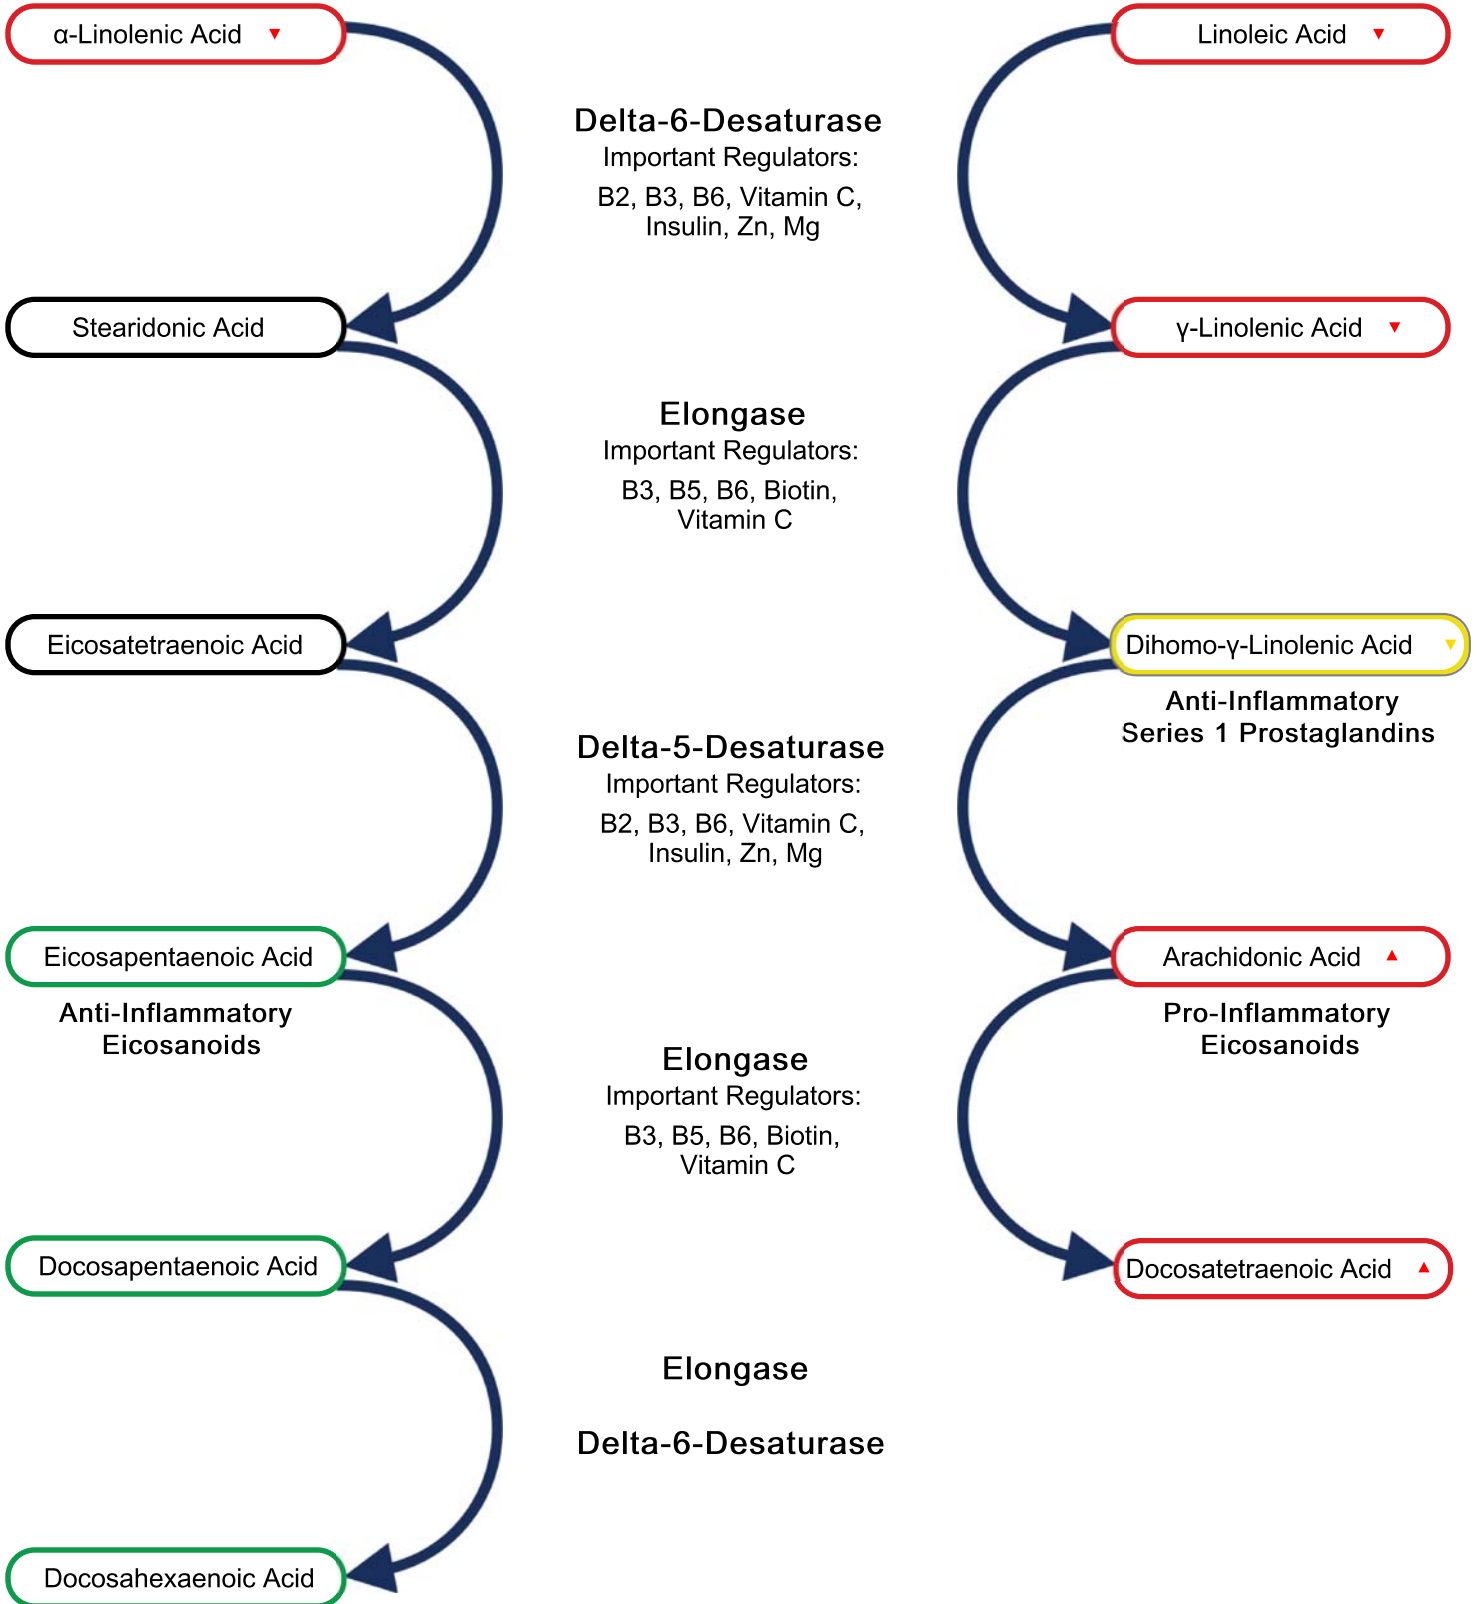 α-Linolenic Acid ▼
Linoleic Acid ▼
Delta-6-Desaturase
Important Regulators:
B2, B3, B6, Vitamin C,
Insulin, Zn, Mg
Stearidonic Acid
γ-Linolenic Acid ▼
Elongase
Important Regulators:
B3, B5, B6, Biotin,
Vitamin C
Eicosatetraenoic Acid
Dihomo-γ-Linolenic Acid ▼
Anti-Inflammatory
Series 1 Prostaglandins
Delta-5-Desaturase
Important Regulators:
B2, B3, B6, Vitamin C,
Insulin, Zn, Mg
Eicosapentaenoic Acid
Anti-Inflammatory
Eicosanoids
Arachidonic Acid ▲
Pro-Inflammatory
Eicosanoids
Elongase
Important Regulators:
B3, B5, B6, Biotin,
Vitamin C
Docosapentaenoic Acid
Docosatetraenoic Acid ▲
Elongase
Delta-6-Desaturase
Docosahexaenoic Acid